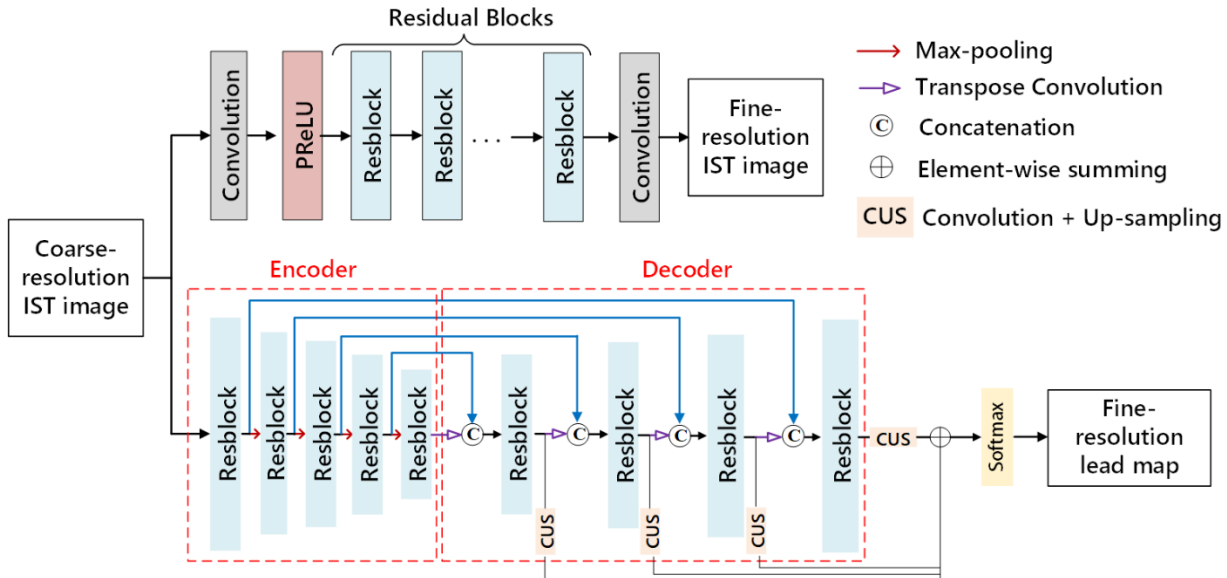 Residual Blocks
Convolution
PReLU
Resblock
Resblock
. . .
Resblock
Convolution
Fine-
resolution
IST image
Max-pooling
Transpose Convolution
C Concatenation
Element-wise summing
CUS Convolution + Up-sampling
Coarse-
resolution
IST image
Encoder
Decoder
Resblock
Resblock
Resblock
Resblock
Resblock
C
Resblock
C
Resblock
C
Resblock
C
Resblock
CUS
CUS
CUS
CUS
Softmax
Fine-
resolution
lead map